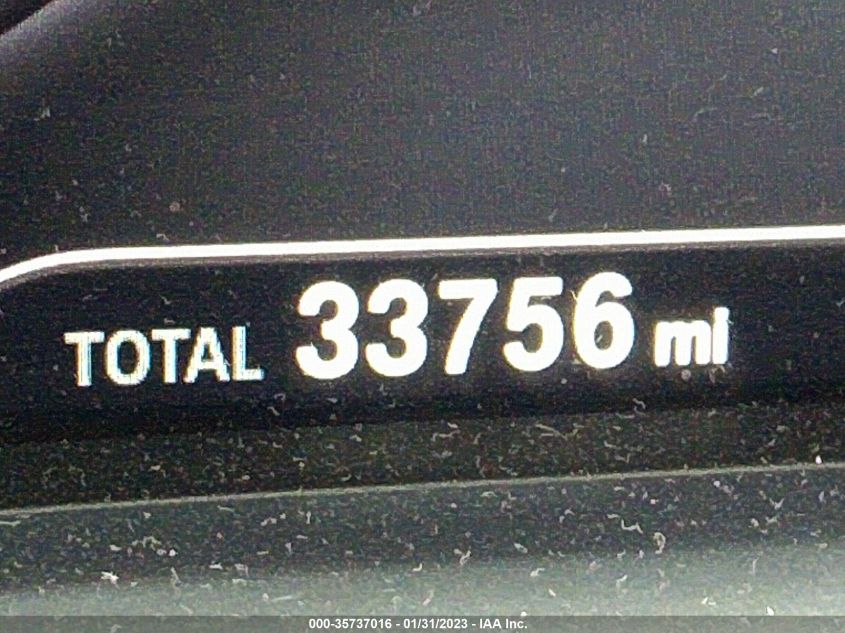 TOTAL 33756 mi
000-35737016 - 01/31/2023 - IAA Inc.